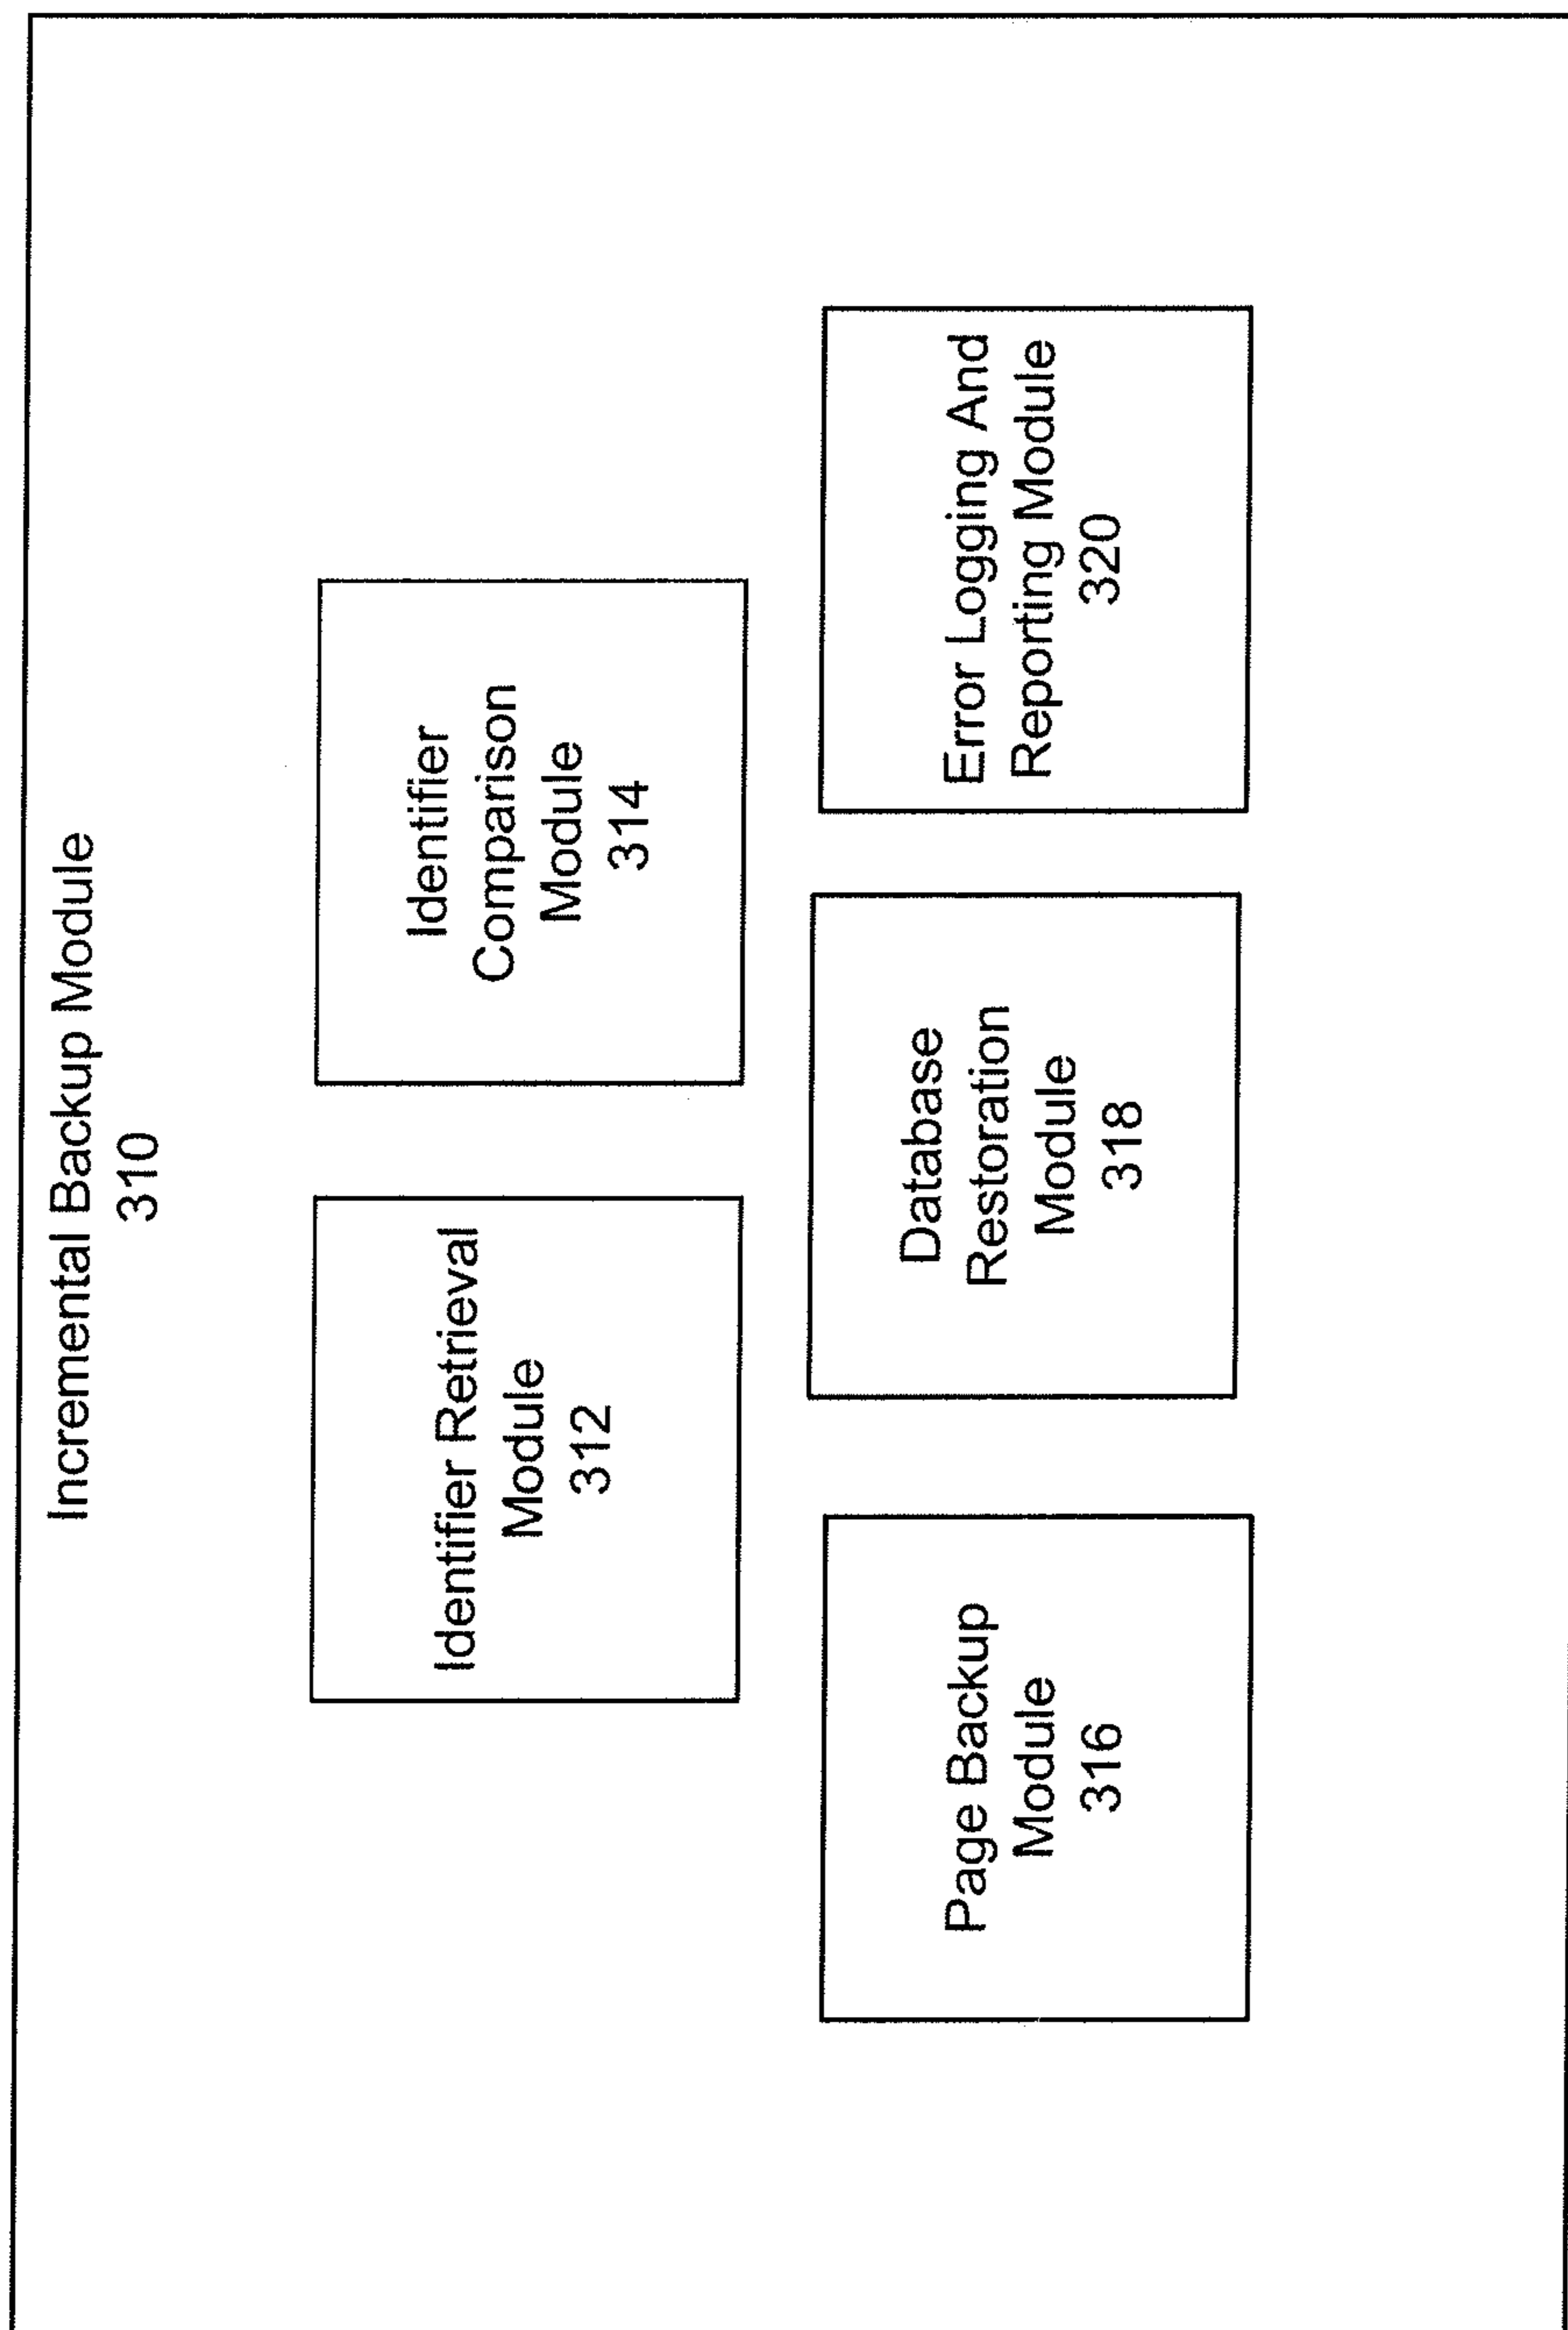 Incremental Backup Module
310
Identifier Retrieval
Module
312
Identifier
Comparison
Module
314
Page Backup
Module
316
Database
Restoration
Module
318
Error Logging And
Reporting Module
320